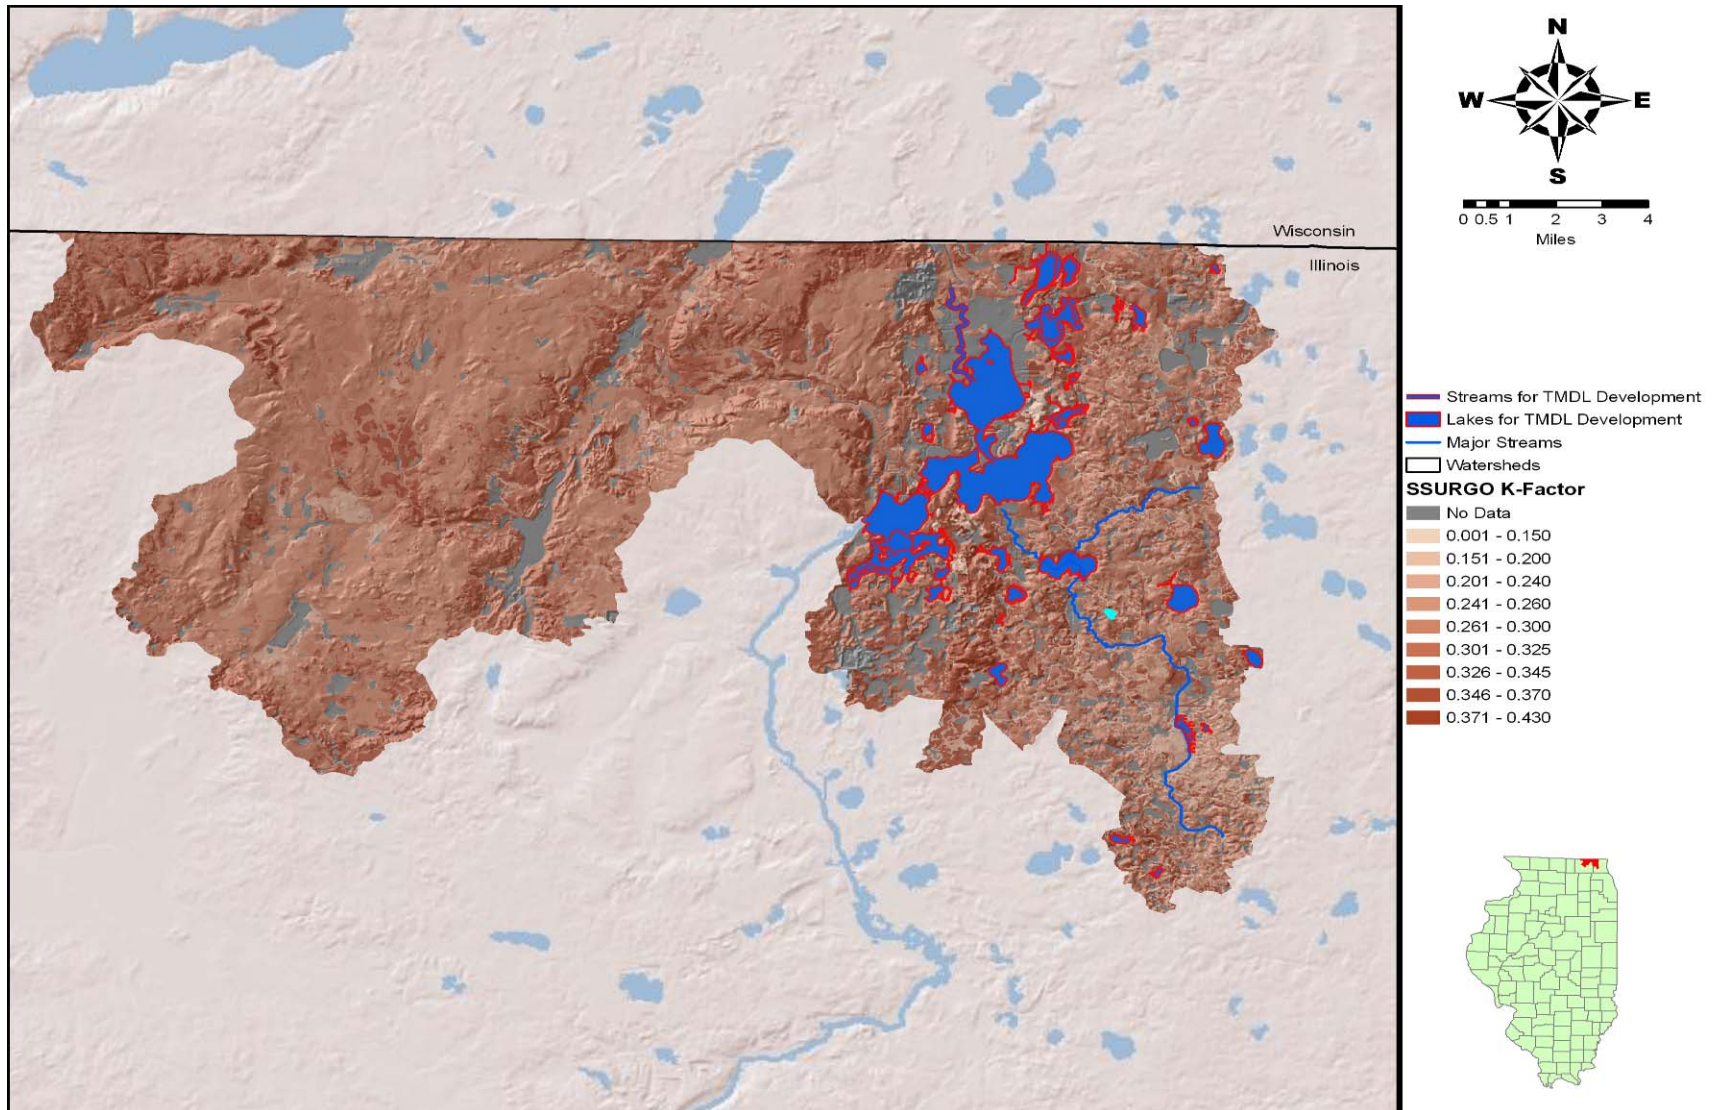 N
W E
S
0 0.5 1 2 3 4
Miles
Wisconsin
Illinois
Streams for TMDL Development
Lakes for TMDL Development
Major Streams
Watersheds
SSURGO K-Factor
No Data
0.001 - 0.150
0.151 - 0.200
0.201 - 0.240
0.241 - 0.260
0.261 - 0.300
0.301 - 0.325
0.326 - 0.345
0.346 - 0.370
0.371 - 0.430